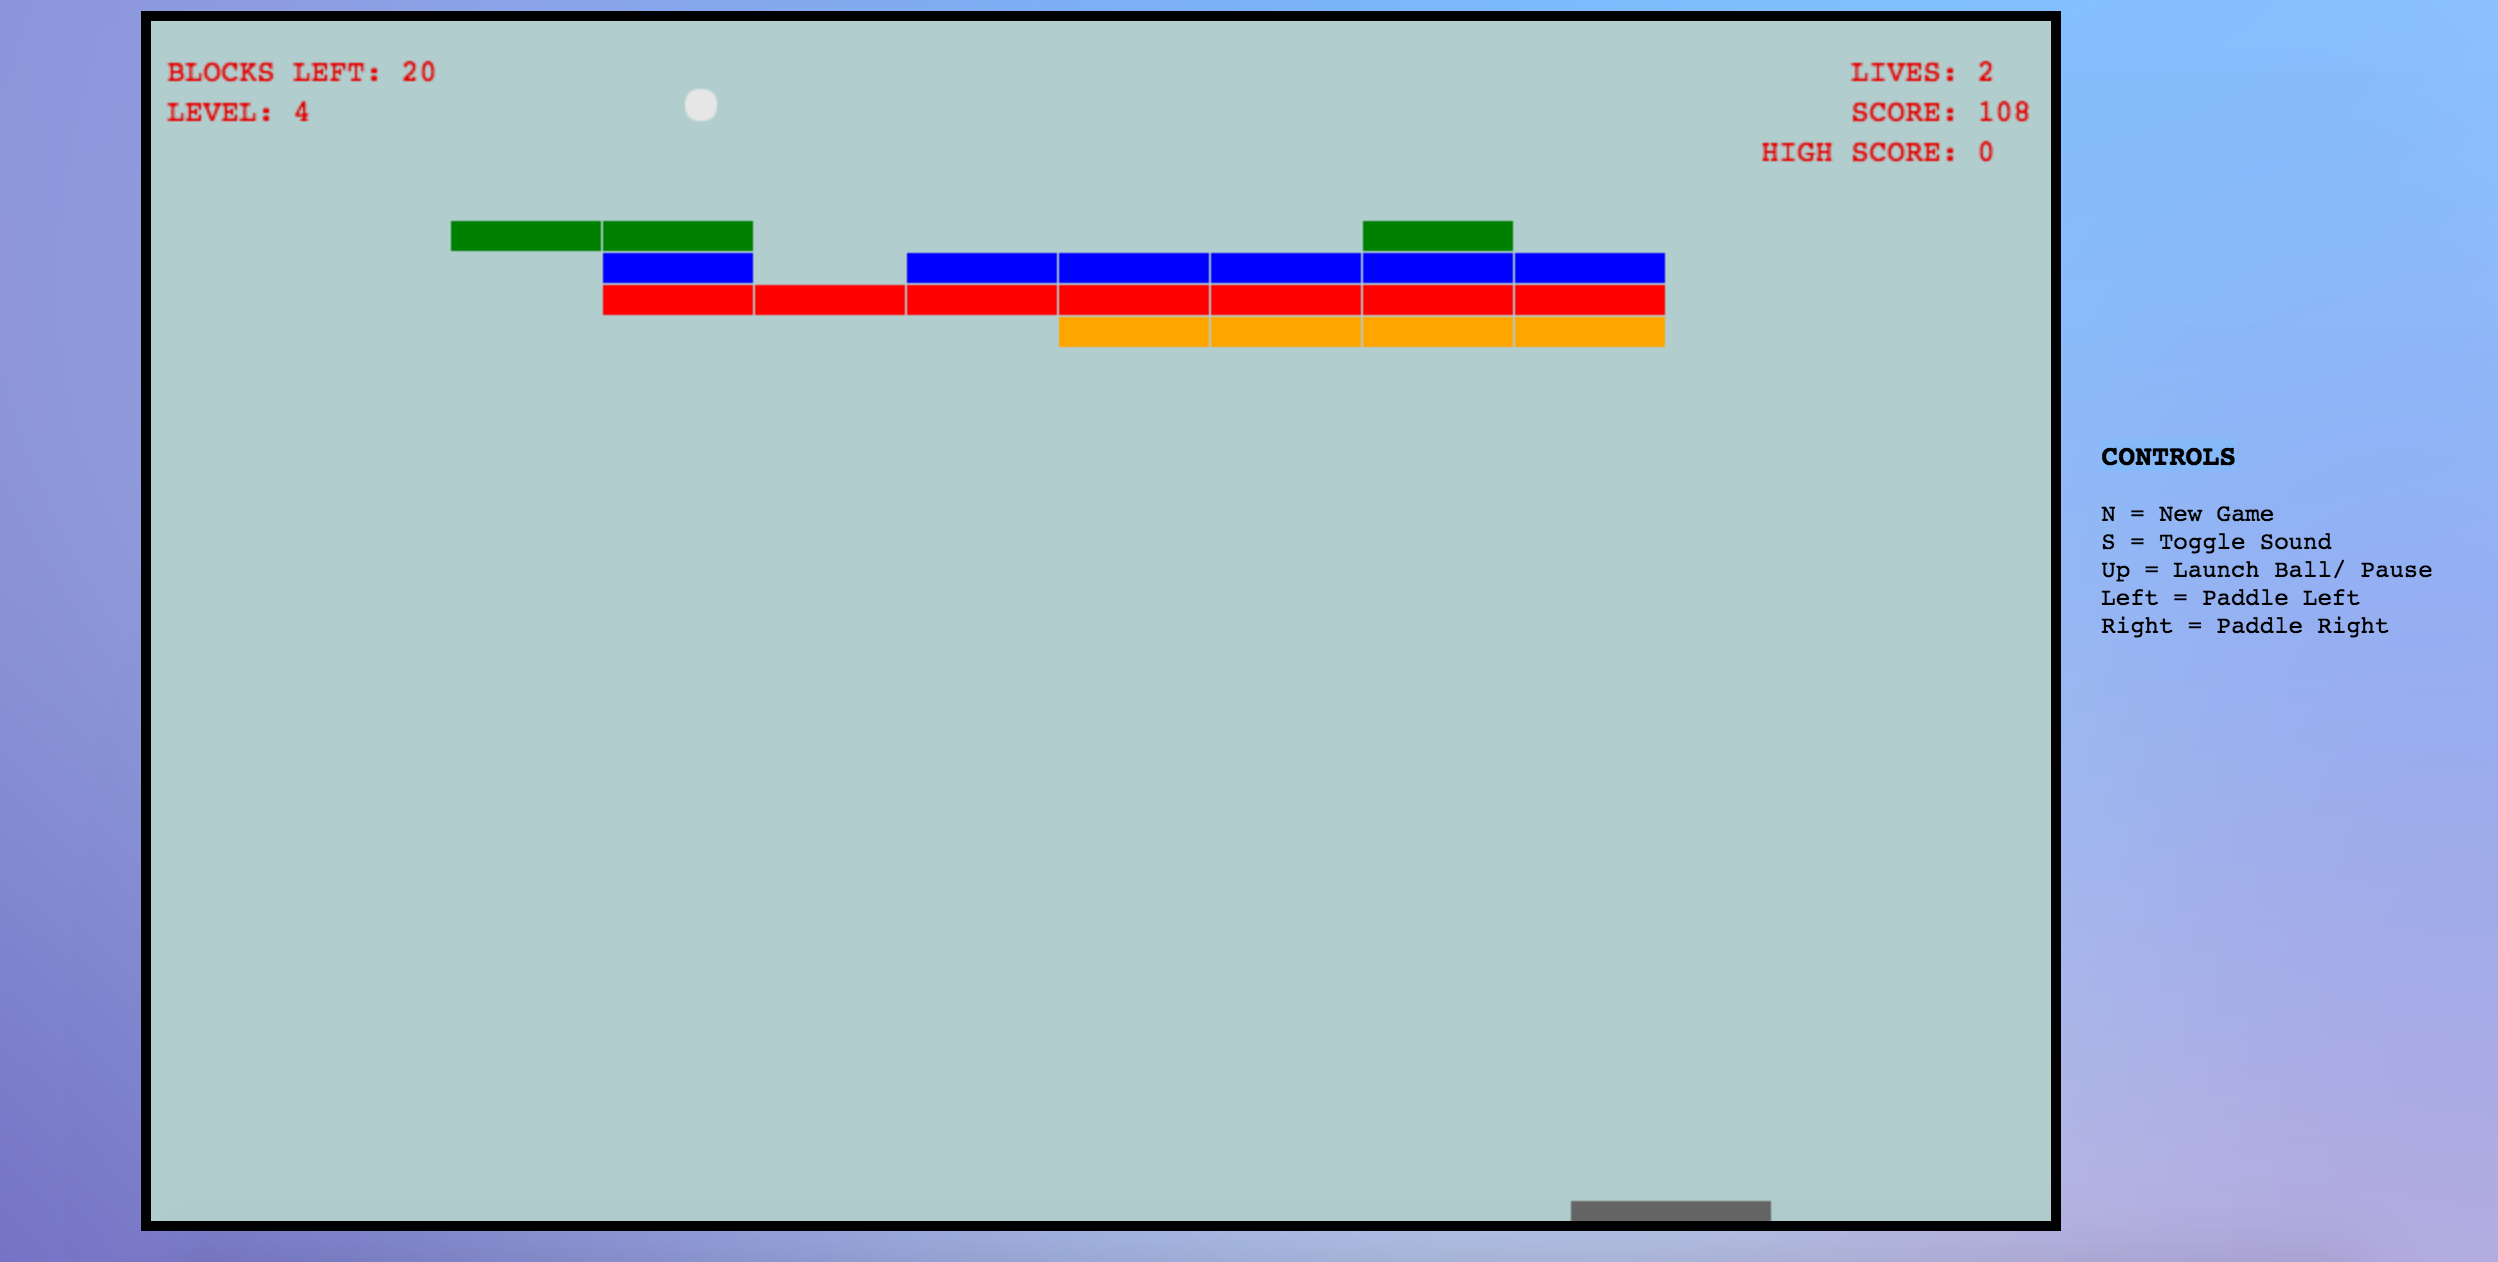 BLOCKS LEFT: 20
LEVEL: 4
LIVES: 2
SCORE: 108
HIGH SCORE: 0
CONTROLS
N = New Game
S = Toggle Sound
Up = Launch Ball/ Pause
Left = Paddle Left
Right = Paddle Right